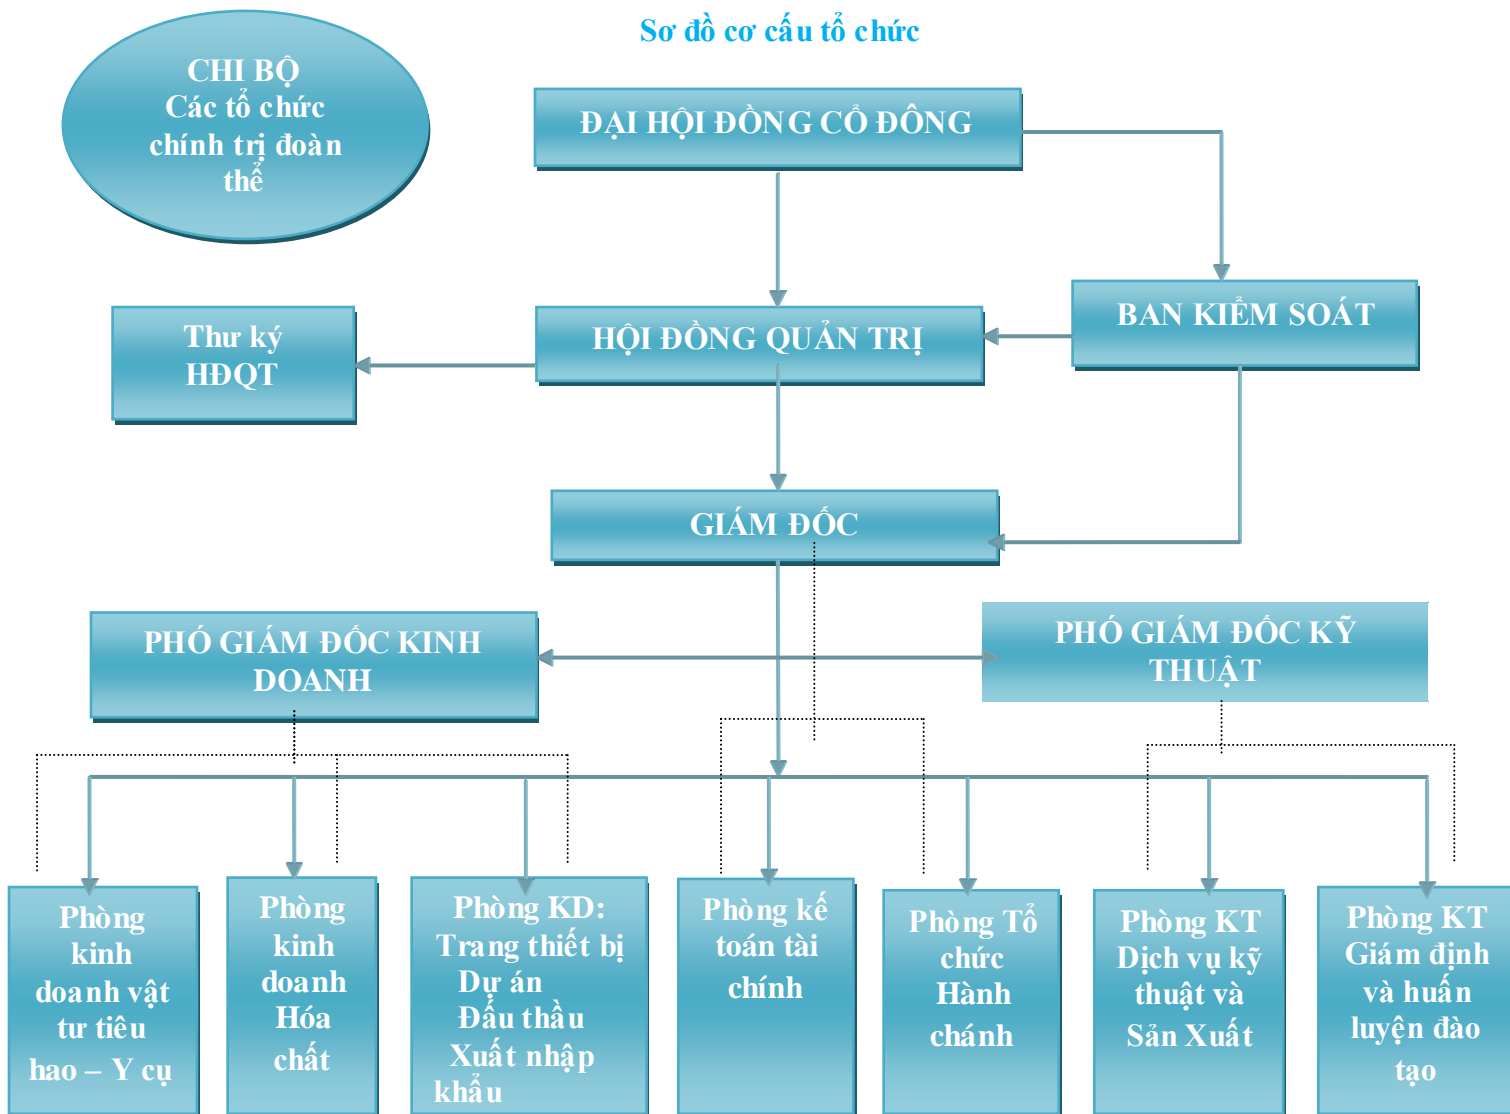 Sơ đồ cơ cấu tổ chức
CHI BỘ
Các tổ chức
chính trị đoàn
thể
ĐẠI HỘI ĐỒNG CỔ ĐÔNG
BAN KIỂM SOÁT
Thư ký
HĐQT
HỘI ĐỒNG QUẢN TRỊ
GIÁM ĐỐC
PHÓ GIÁM ĐỐC KINH
DOANH
PHÓ GIÁM ĐỐC KỸ
THUẬT
Phòng
kinh
doanh vật
tư tiêu
hao – Y cụ
Phòng
kinh
doanh
Hóa
chất
Phòng KD:
Trang thiết bị
Dự án
Đấu thầu
Xuất nhập
khẩu
Phòng kế
toán tài
chính
Phòng Tổ
chức
Hành
chánh
Phòng KT
Dịch vụ kỹ
thuật và
Sản Xuất
Phòng KT
Giám định
và huấn
luyện đào
tạo